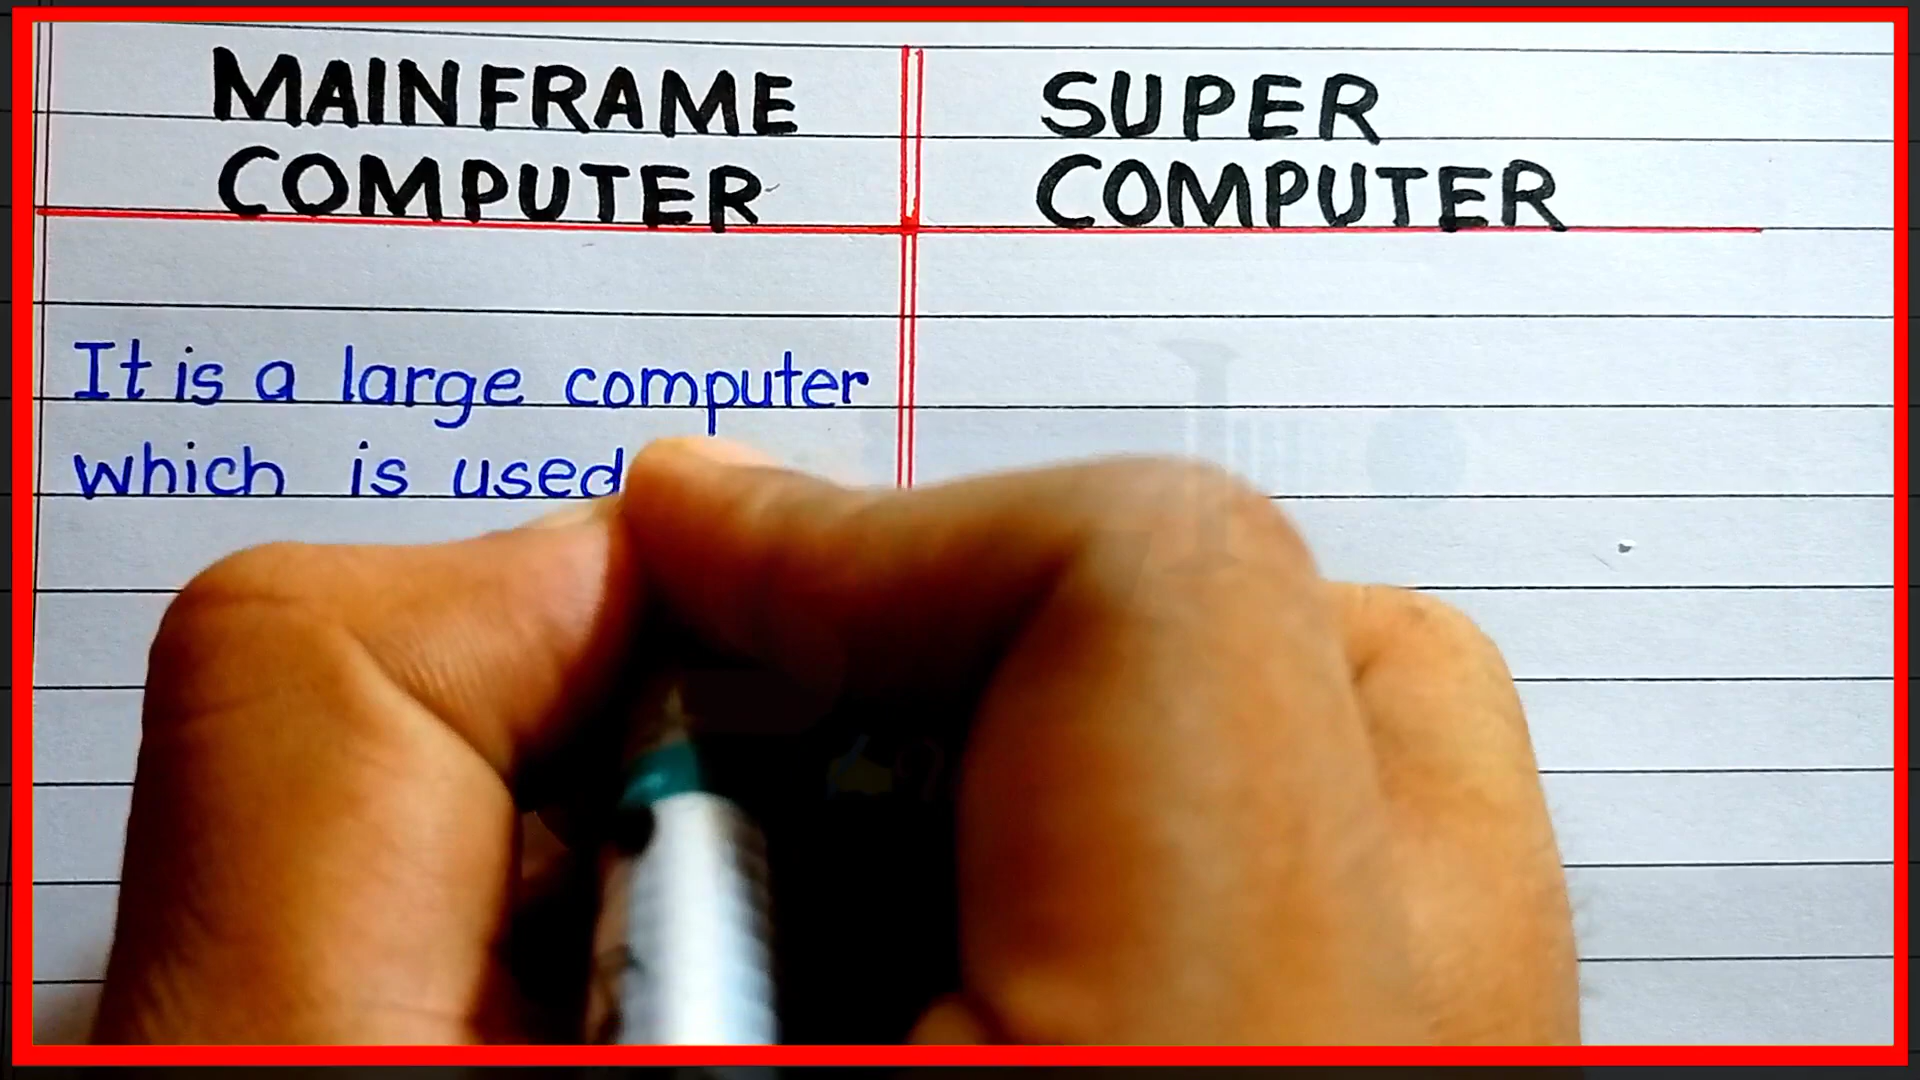 MAINFRAME
COMPUTER
SUPER
COMPUTER
It is a large computer
which is used